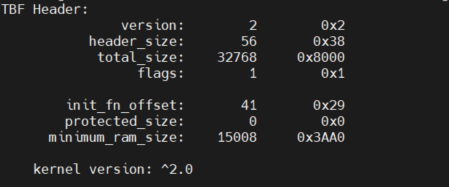 TBF Header:
version: 2 0x2
header_size: 56 0x38
total_size: 32768 0x8000
flags: 1 0x1
init_fn_offset: 41 0x29
protected_size: 0 0x0
minimum_ram_size: 15008 0x3AA0
kernel version: ^2.0